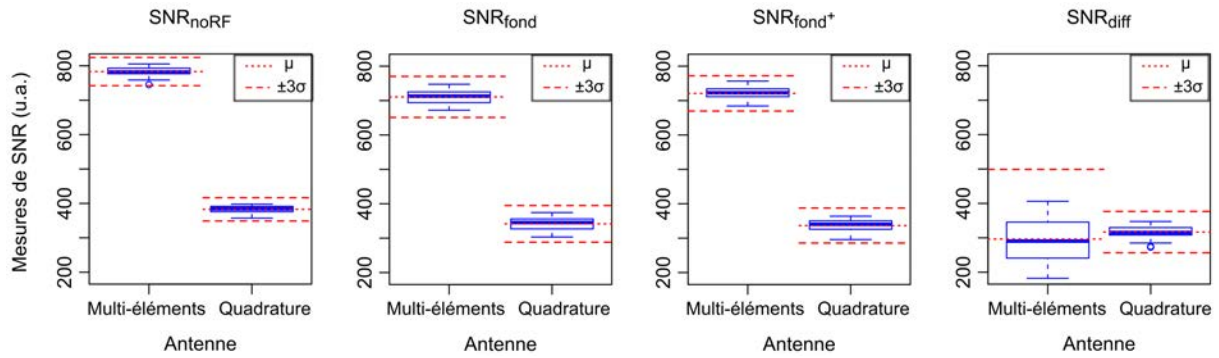 SNRnoRF
SNRfond
SNRfond+
SNRdiff
Mesures de SNR (u.a.)
800
600
400
200
μ
±3σ
Multi-éléments Quadrature
Antenne
800
600
400
200
μ
±3σ
Multi-éléments Quadrature
Antenne
800
600
400
200
μ
±3σ
Multi-éléments Quadrature
Antenne
800
600
400
200
μ
±3σ
Multi-éléments Quadrature
Antenne